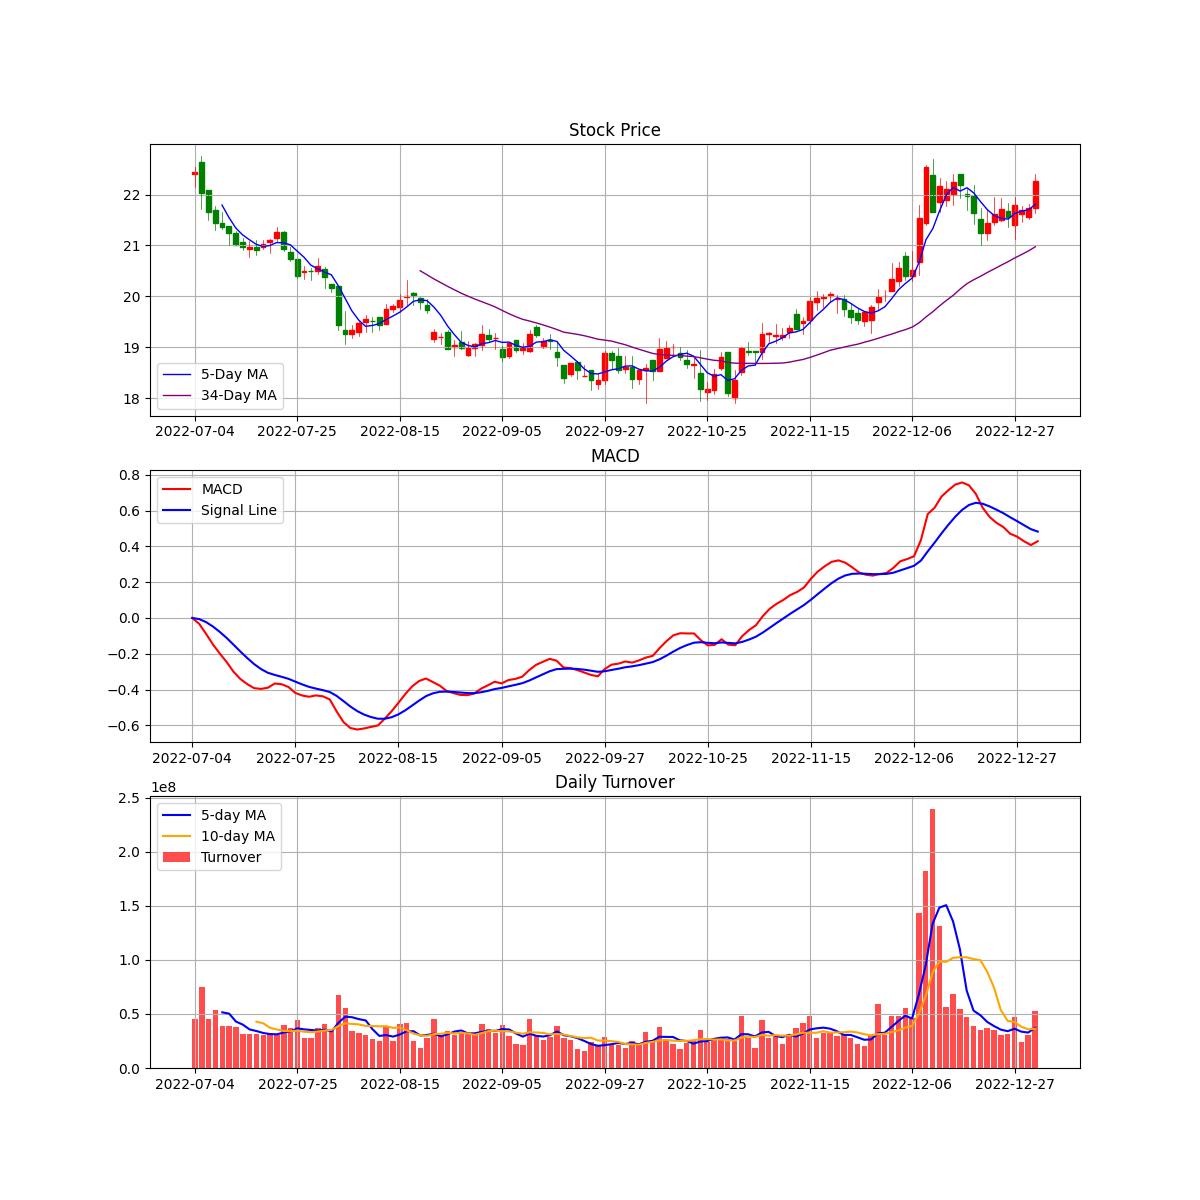 Stock Price
22
21
20
19
18
5-Day MA
34-Day MA
2022-07-04 2022-07-25 2022-08-15 2022-09-05 2022-09-27 2022-10-25 2022-11-15 2022-12-06 2022-12-27
MACD
0.8
0.6
0.4
0.2
0.0
−0.2
−0.4
−0.6
MACD
Signal Line
2022-07-04 2022-07-25 2022-08-15 2022-09-05 2022-09-27 2022-10-25 2022-11-15 2022-12-06 2022-12-27
Daily Turnover
1e8
2.5
2.0
1.5
1.0
0.5
0.0
5-day MA
10-day MA
Turnover
2022-07-04 2022-07-25 2022-08-15 2022-09-05 2022-09-27 2022-10-25 2022-11-15 2022-12-06 2022-12-27